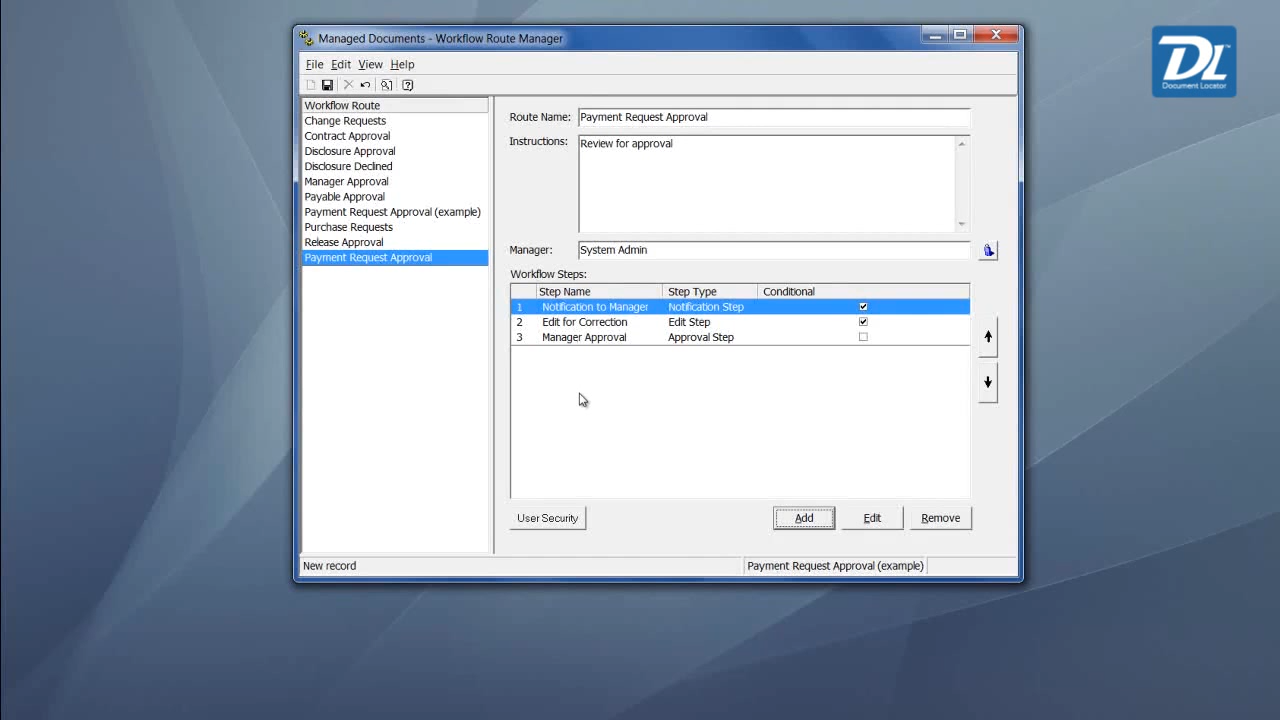 Managed Documents - Workflow Route Manager
DL™
Document Locator
File Edit View Help
Workflow Route
Change Requests
Contract Approval
Disclosure Approval
Disclosure Declined
Manager Approval
Payable Approval
Payment Request Approval (example)
Purchase Requests
Release Approval
Payment Request Approval
Route Name: Payment Request Approval
Instructions: Review for approval
Manager: System Admin
Workflow Steps:
Step Name Step Type Conditional
1 Notification to Manager Notification Step
2 Edit for Correction Edit Step
3 Manager Approval Approval Step
User Security Add Edit Remove
New record Payment Request Approval (example)